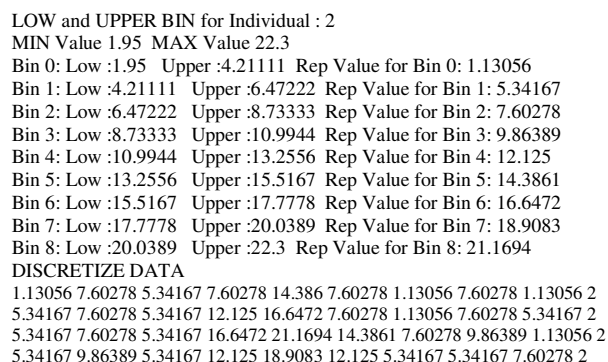 LOW and UPPER BIN for Individual : 2
MIN Value 1.95 MAX Value 22.3
Bin 0: Low :1.95 Upper :4.21111 Rep Value for Bin 0: 1.13056
Bin 1: Low :4.21111 Upper :6.47222 Rep Value for Bin 1: 5.34167
Bin 2: Low :6.47222 Upper :8.73333 Rep Value for Bin 2: 7.60278
Bin 3: Low :8.73333 Upper :10.9944 Rep Value for Bin 3: 9.86389
Bin 4: Low :10.9944 Upper :13.2556 Rep Value for Bin 4: 12.125
Bin 5: Low :13.2556 Upper :15.5167 Rep Value for Bin 5: 14.3861
Bin 6: Low :15.5167 Upper :17.7778 Rep Value for Bin 6: 16.6472
Bin 7: Low :17.7778 Upper :20.0389 Rep Value for Bin 7: 18.9083
Bin 8: Low :20.0389 Upper :22.3 Rep Value for Bin 8: 21.1694
DISCRETIZE DATA
1.13056 7.60278 5.34167 7.60278 14.386 7.60278 1.13056 7.60278 1.13056 2
5.34167 7.60278 5.34167 12.125 16.6472 7.60278 1.13056 7.60278 5.34167 2
5.34167 7.60278 5.34167 16.6472 21.1694 14.3861 7.60278 9.86389 1.13056 2
5.34167 9.86389 5.34167 12.125 18.9083 12.125 5.34167 5.34167 7.60278 2